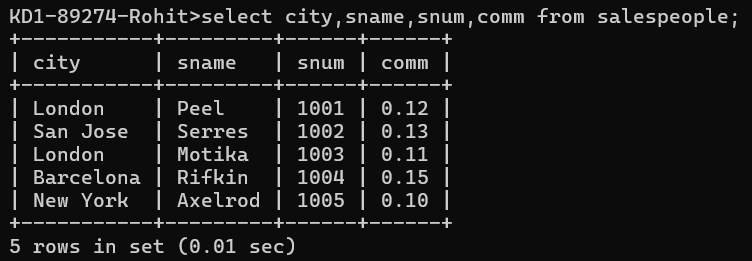 KD1-89274-Rohit>select city,sname,snum,comm from salespeople;
+-----------+---------+------+------+
| city      | sname   | snum | comm |
+-----------+---------+------+------+
| London    | Peel    | 1001 | 0.12 |
| San Jose  | Serres  | 1002 | 0.13 |
| London    | Motika  | 1003 | 0.11 |
| Barcelona | Rifkin  | 1004 | 0.15 |
| New York  | Axelrod | 1005 | 0.10 |
+-----------+---------+------+------+
5 rows in set (0.01 sec)